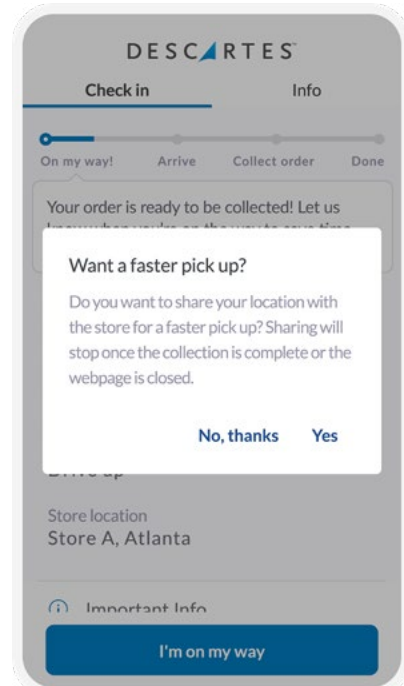 DESCARTES™
Check in Info
On my way! Arrive Collect order Done
Your order is ready to be collected! Let us
Want a faster pick up?
Do you want to share your location with
the store for a faster pick up? Sharing will
stop once the collection is complete or the
webpage is closed.
No, thanks Yes
Drive up
Store location
Store A, Atlanta
Important Info
I'm on my way